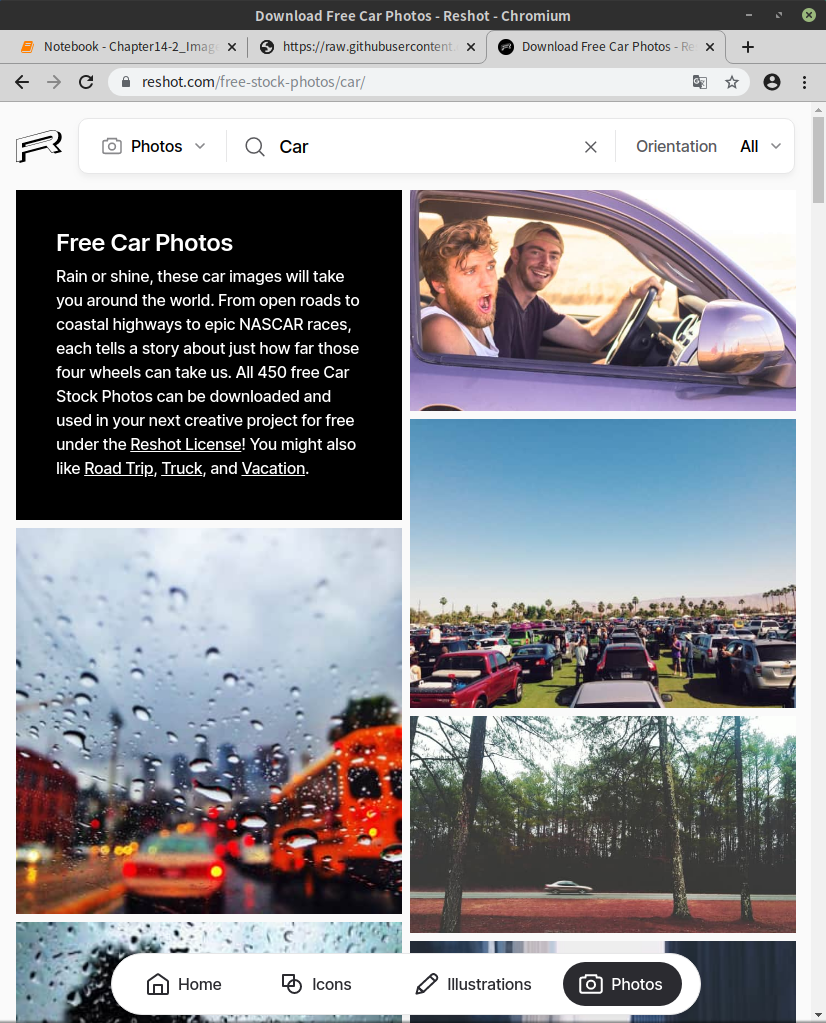 Download Free Car Photos - Reshot - Chromium
Notebook - Chapter14-2_Imag
https://raw.githubusercontent.
Download Free Car Photos - Re
reshot.com/free-stock-photos/car/
Photos
Car
Orientation
All
Free Car Photos
Rain or shine, these car images will take
you around the world. From open roads to
coastal highways to epic NASCAR races,
each tells a story about just how far those
four wheels can take us. All 450 free Car
Stock Photos can be downloaded and
used in your next creative project for free
under the Reshot License! You might also
like Road Trip, Truck, and Vacation.
Home
Icons
Illustrations
Photos